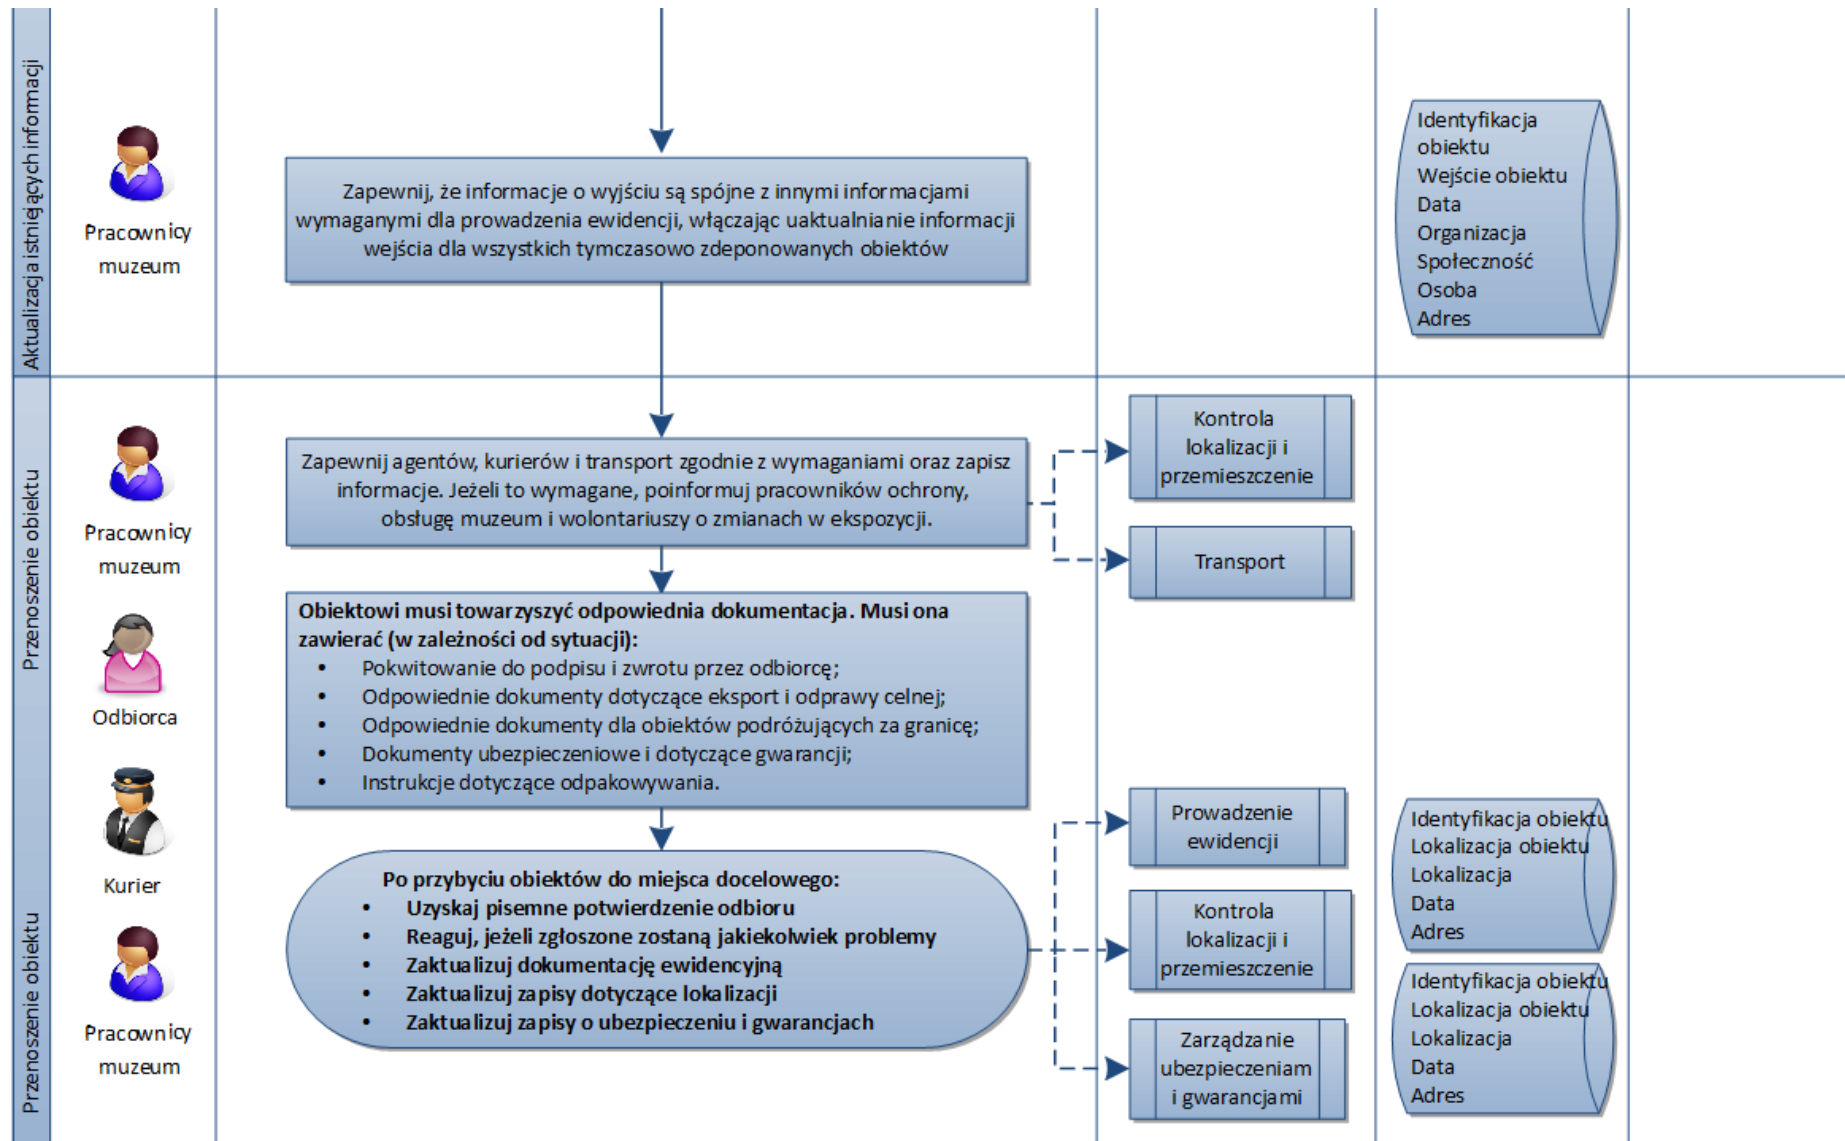 Aktualizacja istniejących informacji
Pracownicy
muzeum
Zapewnij, że informacje o wyjściu są spójne z innymi informacjami
wymaganymi dla prowadzenia ewidencji, włączając uaktualnianie informacji
wejścia dla wszystkich tymczasowo zdeponowanych obiektów
Identyfikacja
obiektu
Wejście obiektu
Data
Organizacja
Społeczność
Osoba
Adres
Przenoszenie obiektu
Pracownicy
muzeum
Zapewnij agentów, kurierów i transport zgodnie z wymaganiami oraz zapisz
informacje. Jeżeli to wymagane, poinformuj pracowników ochrony,
obsługę muzeum i wolontariuszy o zmianach w ekspozycji.
Kontrola
lokalizacji i
przemieszczenie
Transport
Odbiorca
Obiektowi musi towarzyszyć odpowiednia dokumentacja. Musi ona
zawierać (w zależności od sytuacji):
• Pokwitowanie do podpisu i zwrotu przez odbiorcę;
• Odpowiednie dokumenty dotyczące eksport i odprawy celnej;
• Odpowiednie dokumenty dla obiektów podróżujących za granicę;
• Dokumenty ubezpieczeniowe i dotyczące gwarancji;
• Instrukcje dotyczące odpakowywania.
Przenoszenie obiektu
Kurier
Pracownicy
muzeum
Po przybyciu obiektów do miejsca docelowego:
• Uzyskaj pisemne potwierdzenie odbioru
• Reaguj, jeżeli zgłoszone zostaną jakiekolwiek problemy
• Zaktualizuj dokumentację ewidencyjną
• Zaktualizuj zapisy dotyczące lokalizacji
• Zaktualizuj zapisy o ubezpieczeniu i gwarancjach
Prowadzenie
ewidencji
Kontrola
lokalizacji i
przemieszczenie
Zarządzanie
ubezpieczeniam
i gwarancjami
Identyfikacja obiektu
Lokalizacja obiektu
Lokalizacja
Data
Adres
Identyfikacja obiektu
Lokalizacja obiektu
Lokalizacja
Data
Adres